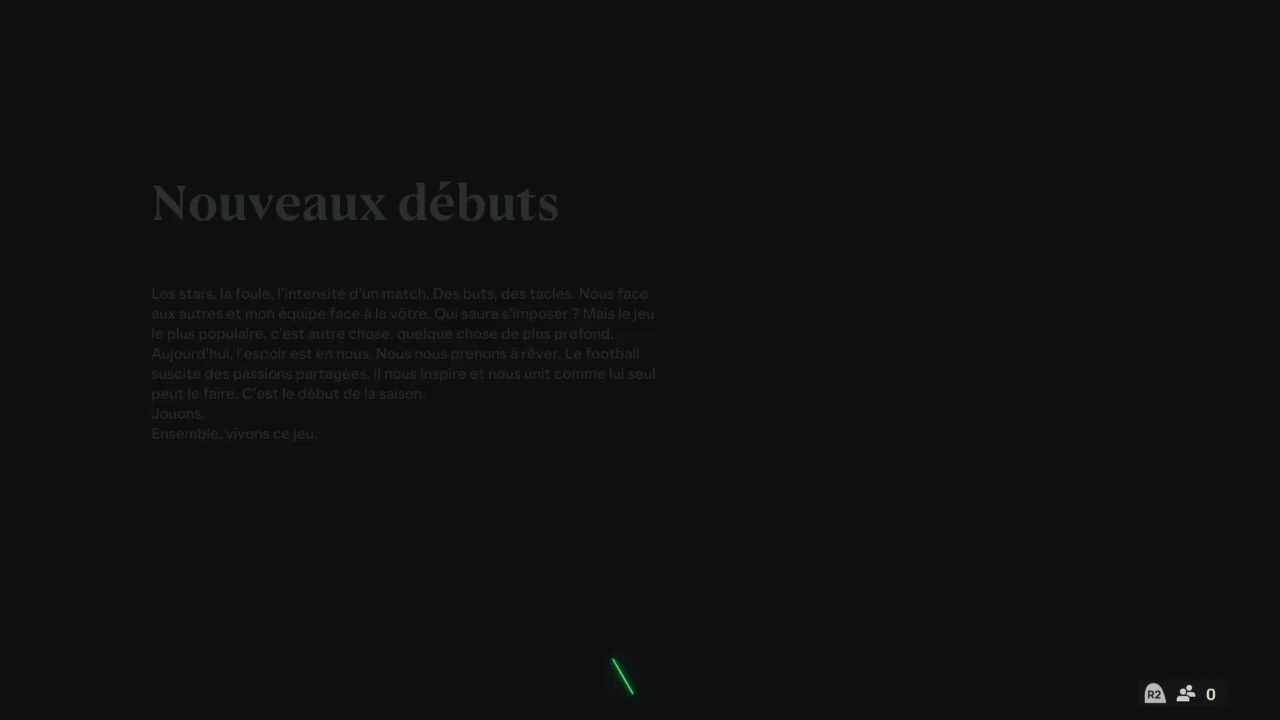 Nouveaux débuts
Les stars, la foule, l'intensité d'un match. Des buts, des tacles. Nous face
aux autres et mon équipe face à la vôtre. Qui saura s'imposer ? Mais le jeu
le plus populaire, c'est autre chose, quelque chose de plus profond.
Aujourd'hui, l'espoir est en nous. Nous nous prenons à rêver. Le football
suscite des passions partagées, il nous inspire et nous unit comme lui seul
peut le faire. C'est le début de la saison.
Jouons.
Ensemble, vivons ce jeu.
R2 0